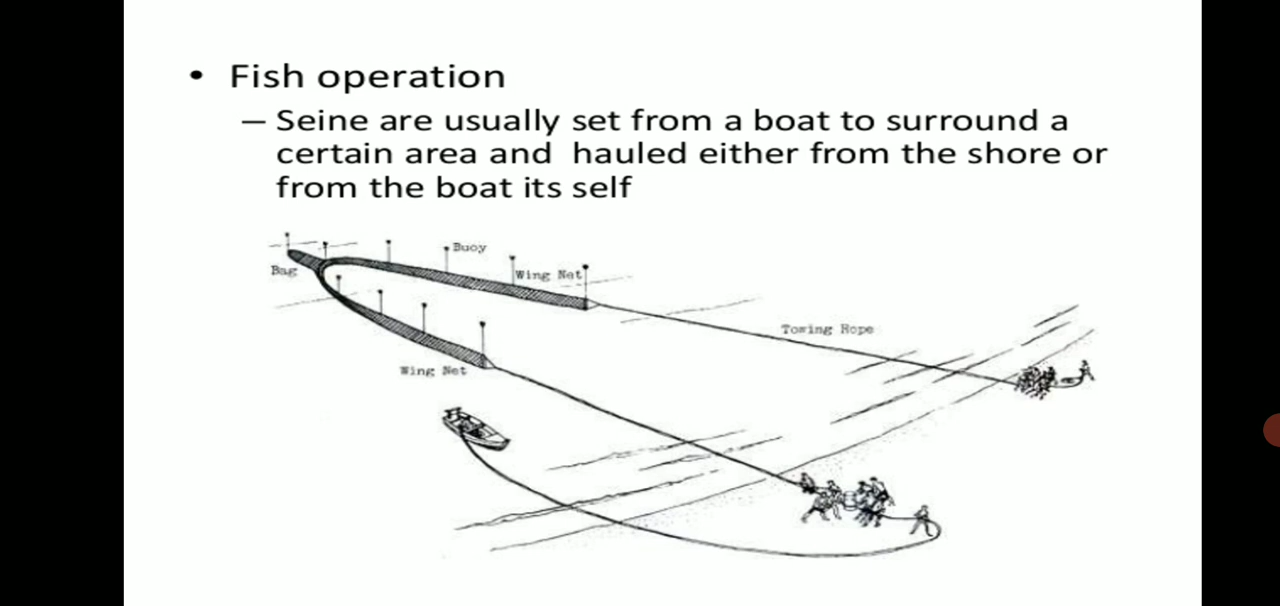 • Fish operation
– Seine are usually set from a boat to surround a
certain area and hauled either from the shore or
from the boat its self
Buoy
Bag
Wing Net
Towing Rope
Wing Net